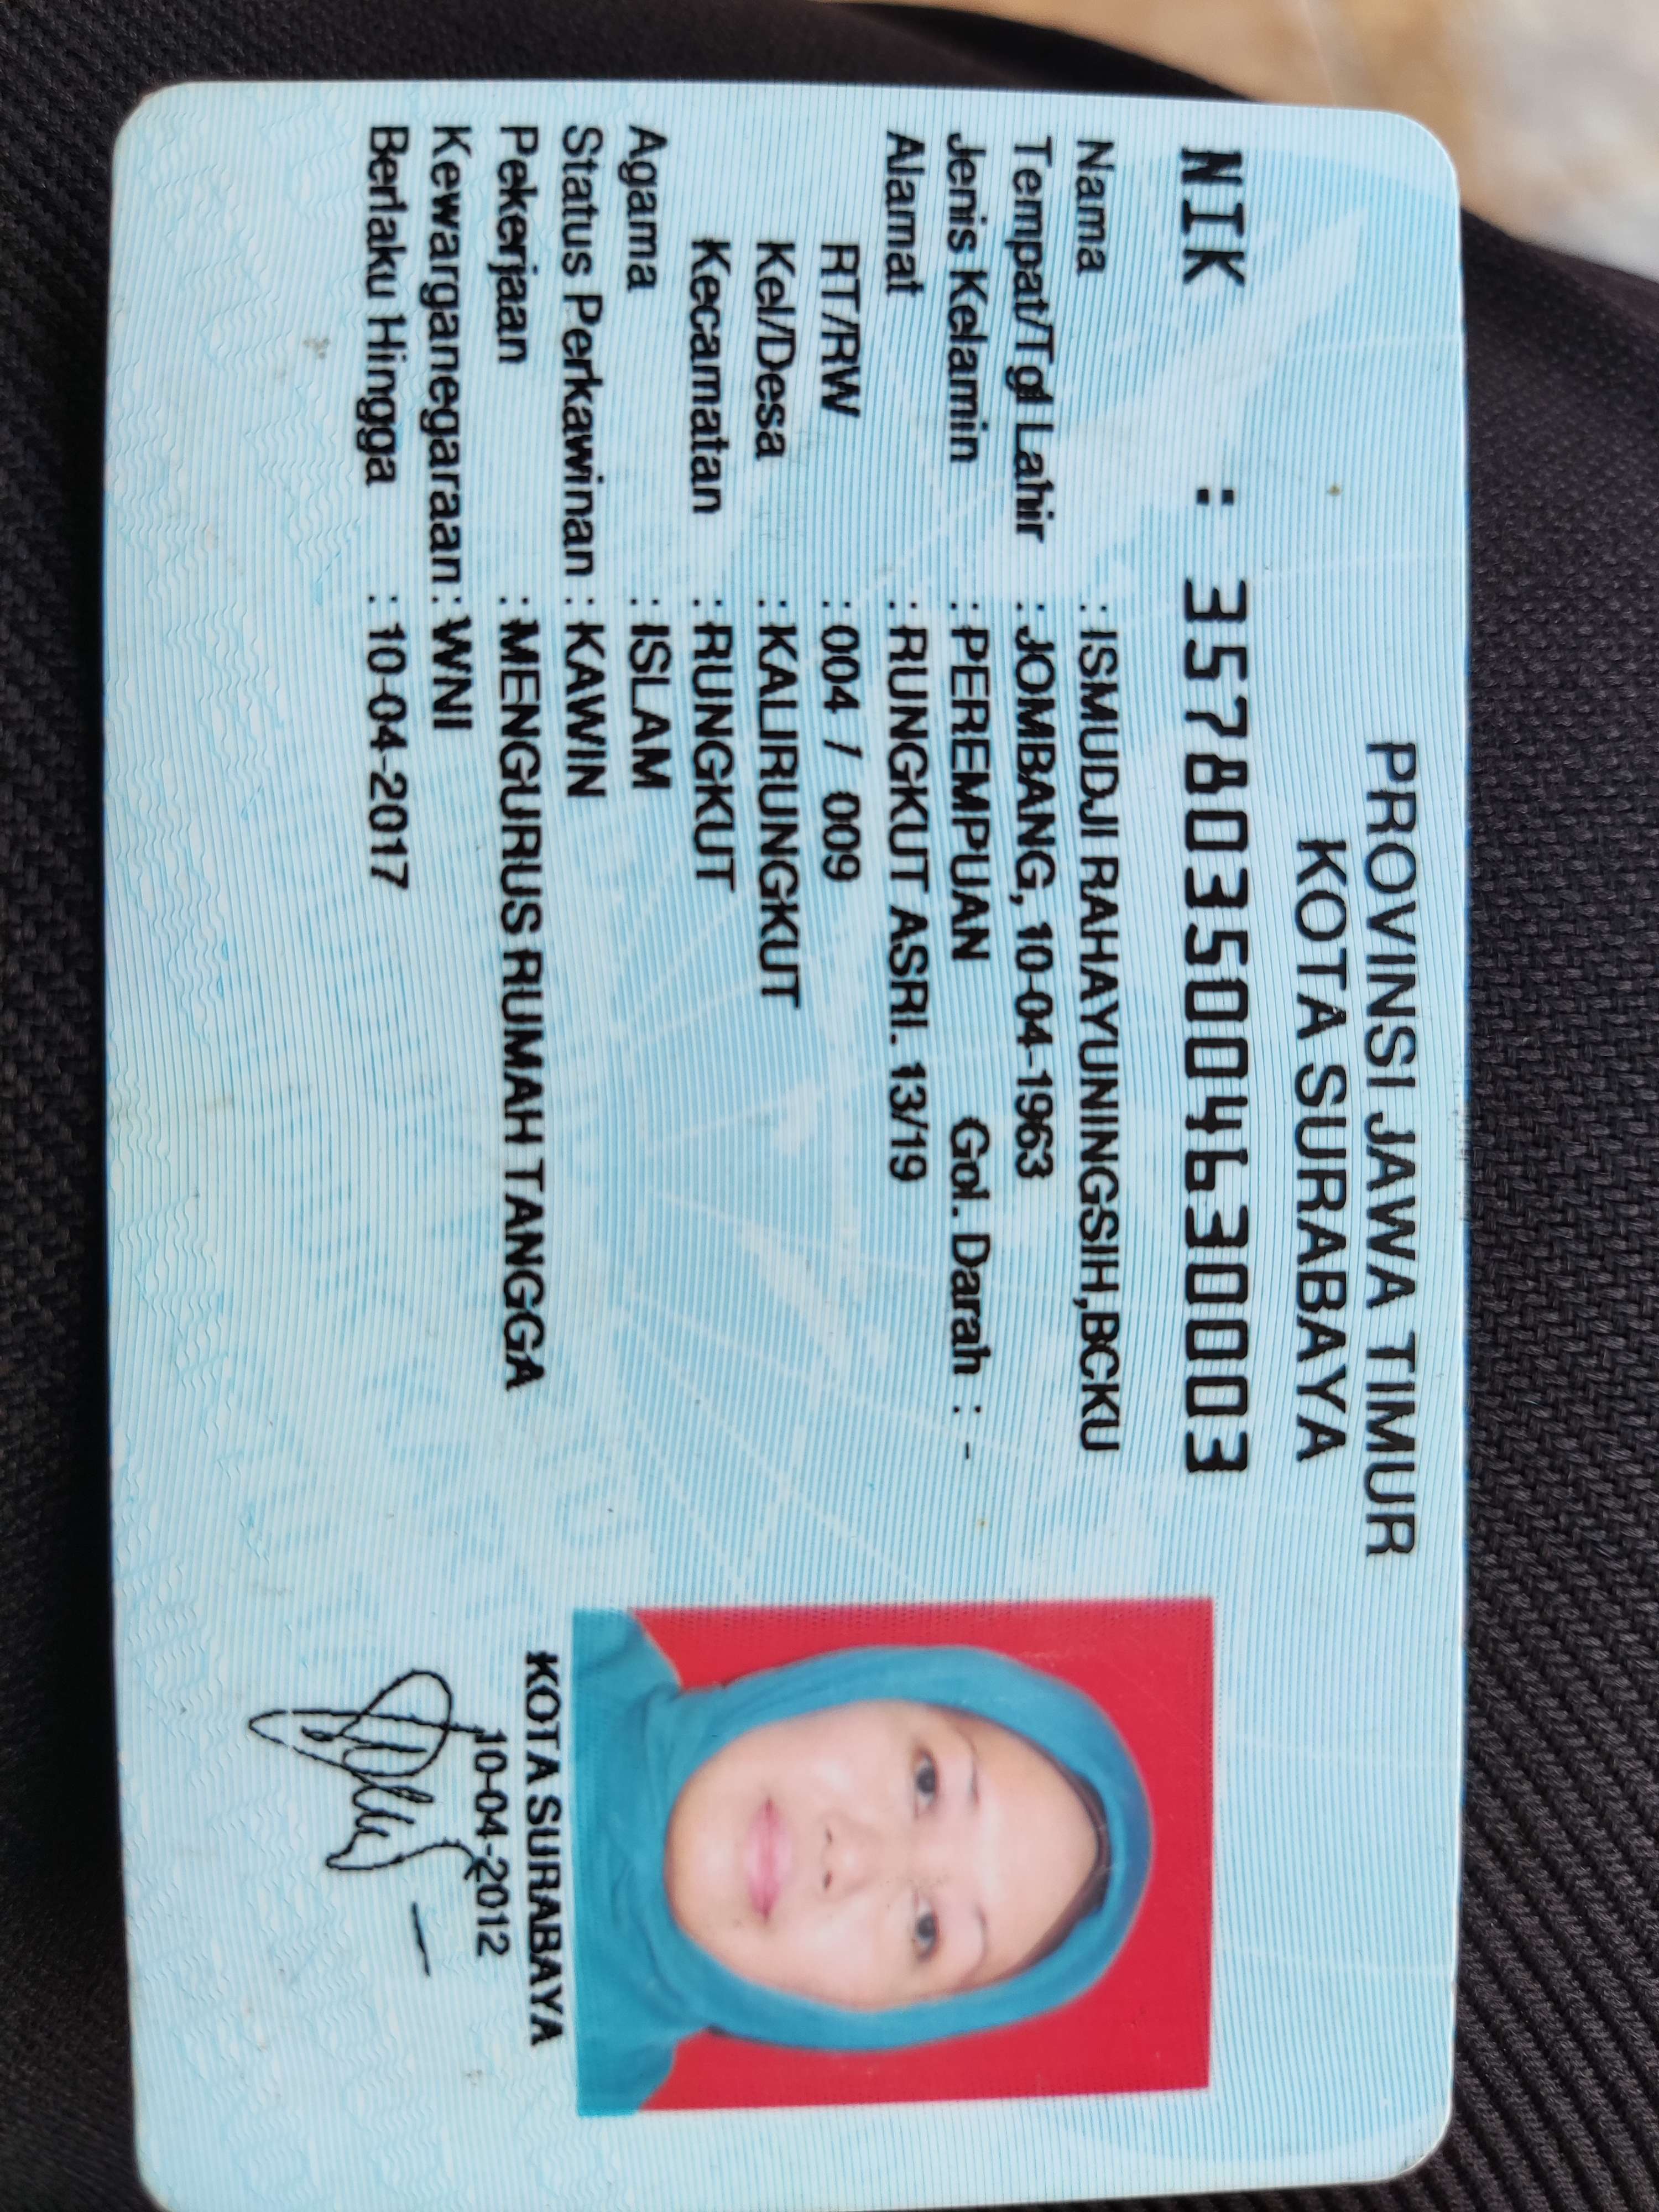 PROVINSI JAWA TIMUR
KOTA SURABAYA
NIK : 3578035004630003
Nama : ISMUDJI RAHAYUNINGSIH,BCKU
Tempat/Tgl Lahir : JOMBANG, 10-04-1963
Jenis Kelamin : PEREMPUAN Gol. Darah : -
Alamat : RUNGKUT ASRI. 13/19
RT/RW : 004 / 009
Kel/Desa : KALIRUNGKUT
Kecamatan : RUNGKUT
Agama : ISLAM
Status Perkawinan : KAWIN
Pekerjaan : MENGURUS RUMAH TANGGA
Kewarganegaraan : WNI
Berlaku Hingga : 10-04-2017
KOTA SURABAYA
10-04-2012